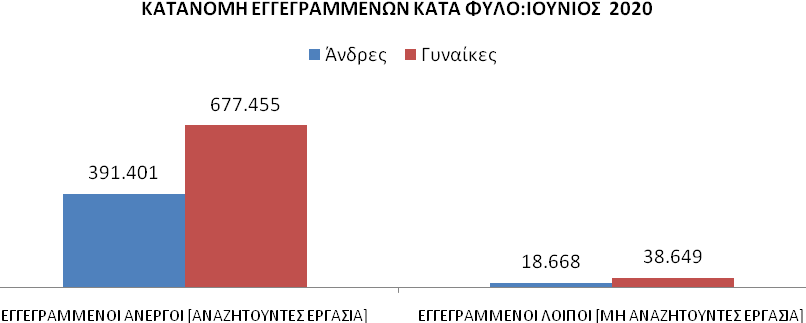 ΚΑΤΑΝΟΜΗ ΕΓΓΕΓΡΑΜΜΕΝΩΝ ΚΑΤΑ ΦΥΛΟ:ΙΟΥΝΙΟΣ 2020
Άνδρες Γυναίκες
677.455
391.401
18.668 38.649
ΕΓΓΕΓΡΑΜΜΕΝΟΙ ΑΝΕΡΓΟΙ [ΑΝΑΖΗΤΟΥΝΤΕΣ ΕΡΓΑΣΙΑ] ΕΓΓΕΓΡΑΜΜΕΝΟΙ ΛΟΙΠΟΙ [ΜΗ ΑΝΑΖΗΤΟΥΝΤΕΣ ΕΡΓΑΣΙΑ]